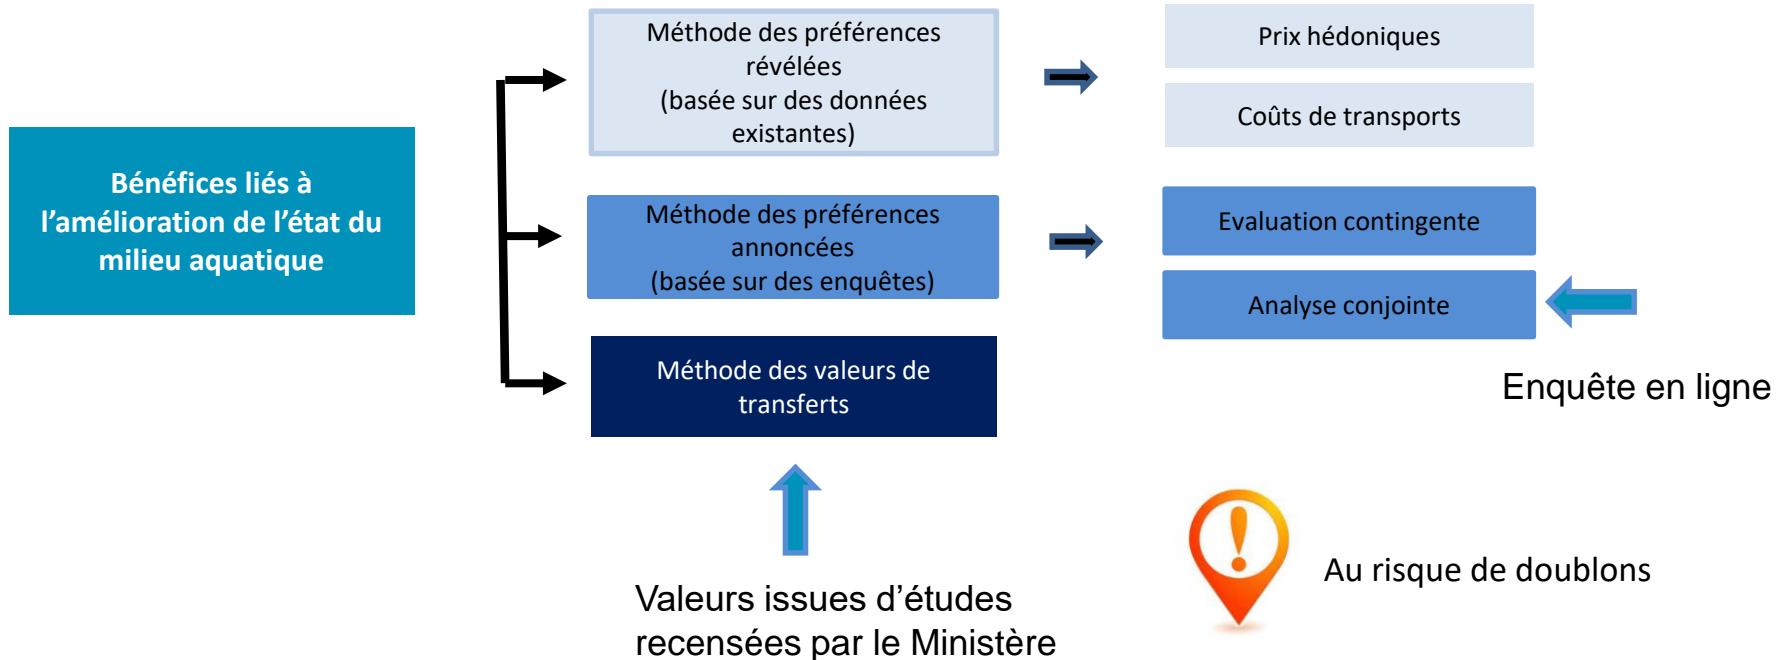 Bénéfices liés à
l’amélioration de l’état du
milieu aquatique
Méthode des préférences
révélées
(basée sur des données
existantes)
Prix hédoniques
Coûts de transports
Méthode des préférences
annoncées
(basée sur des enquêtes)
Evaluation contingente
Analyse conjointe
Enquête en ligne
Méthode des valeurs de
transferts
Valeurs issues d’études
recensées par le Ministère
Au risque de doublons